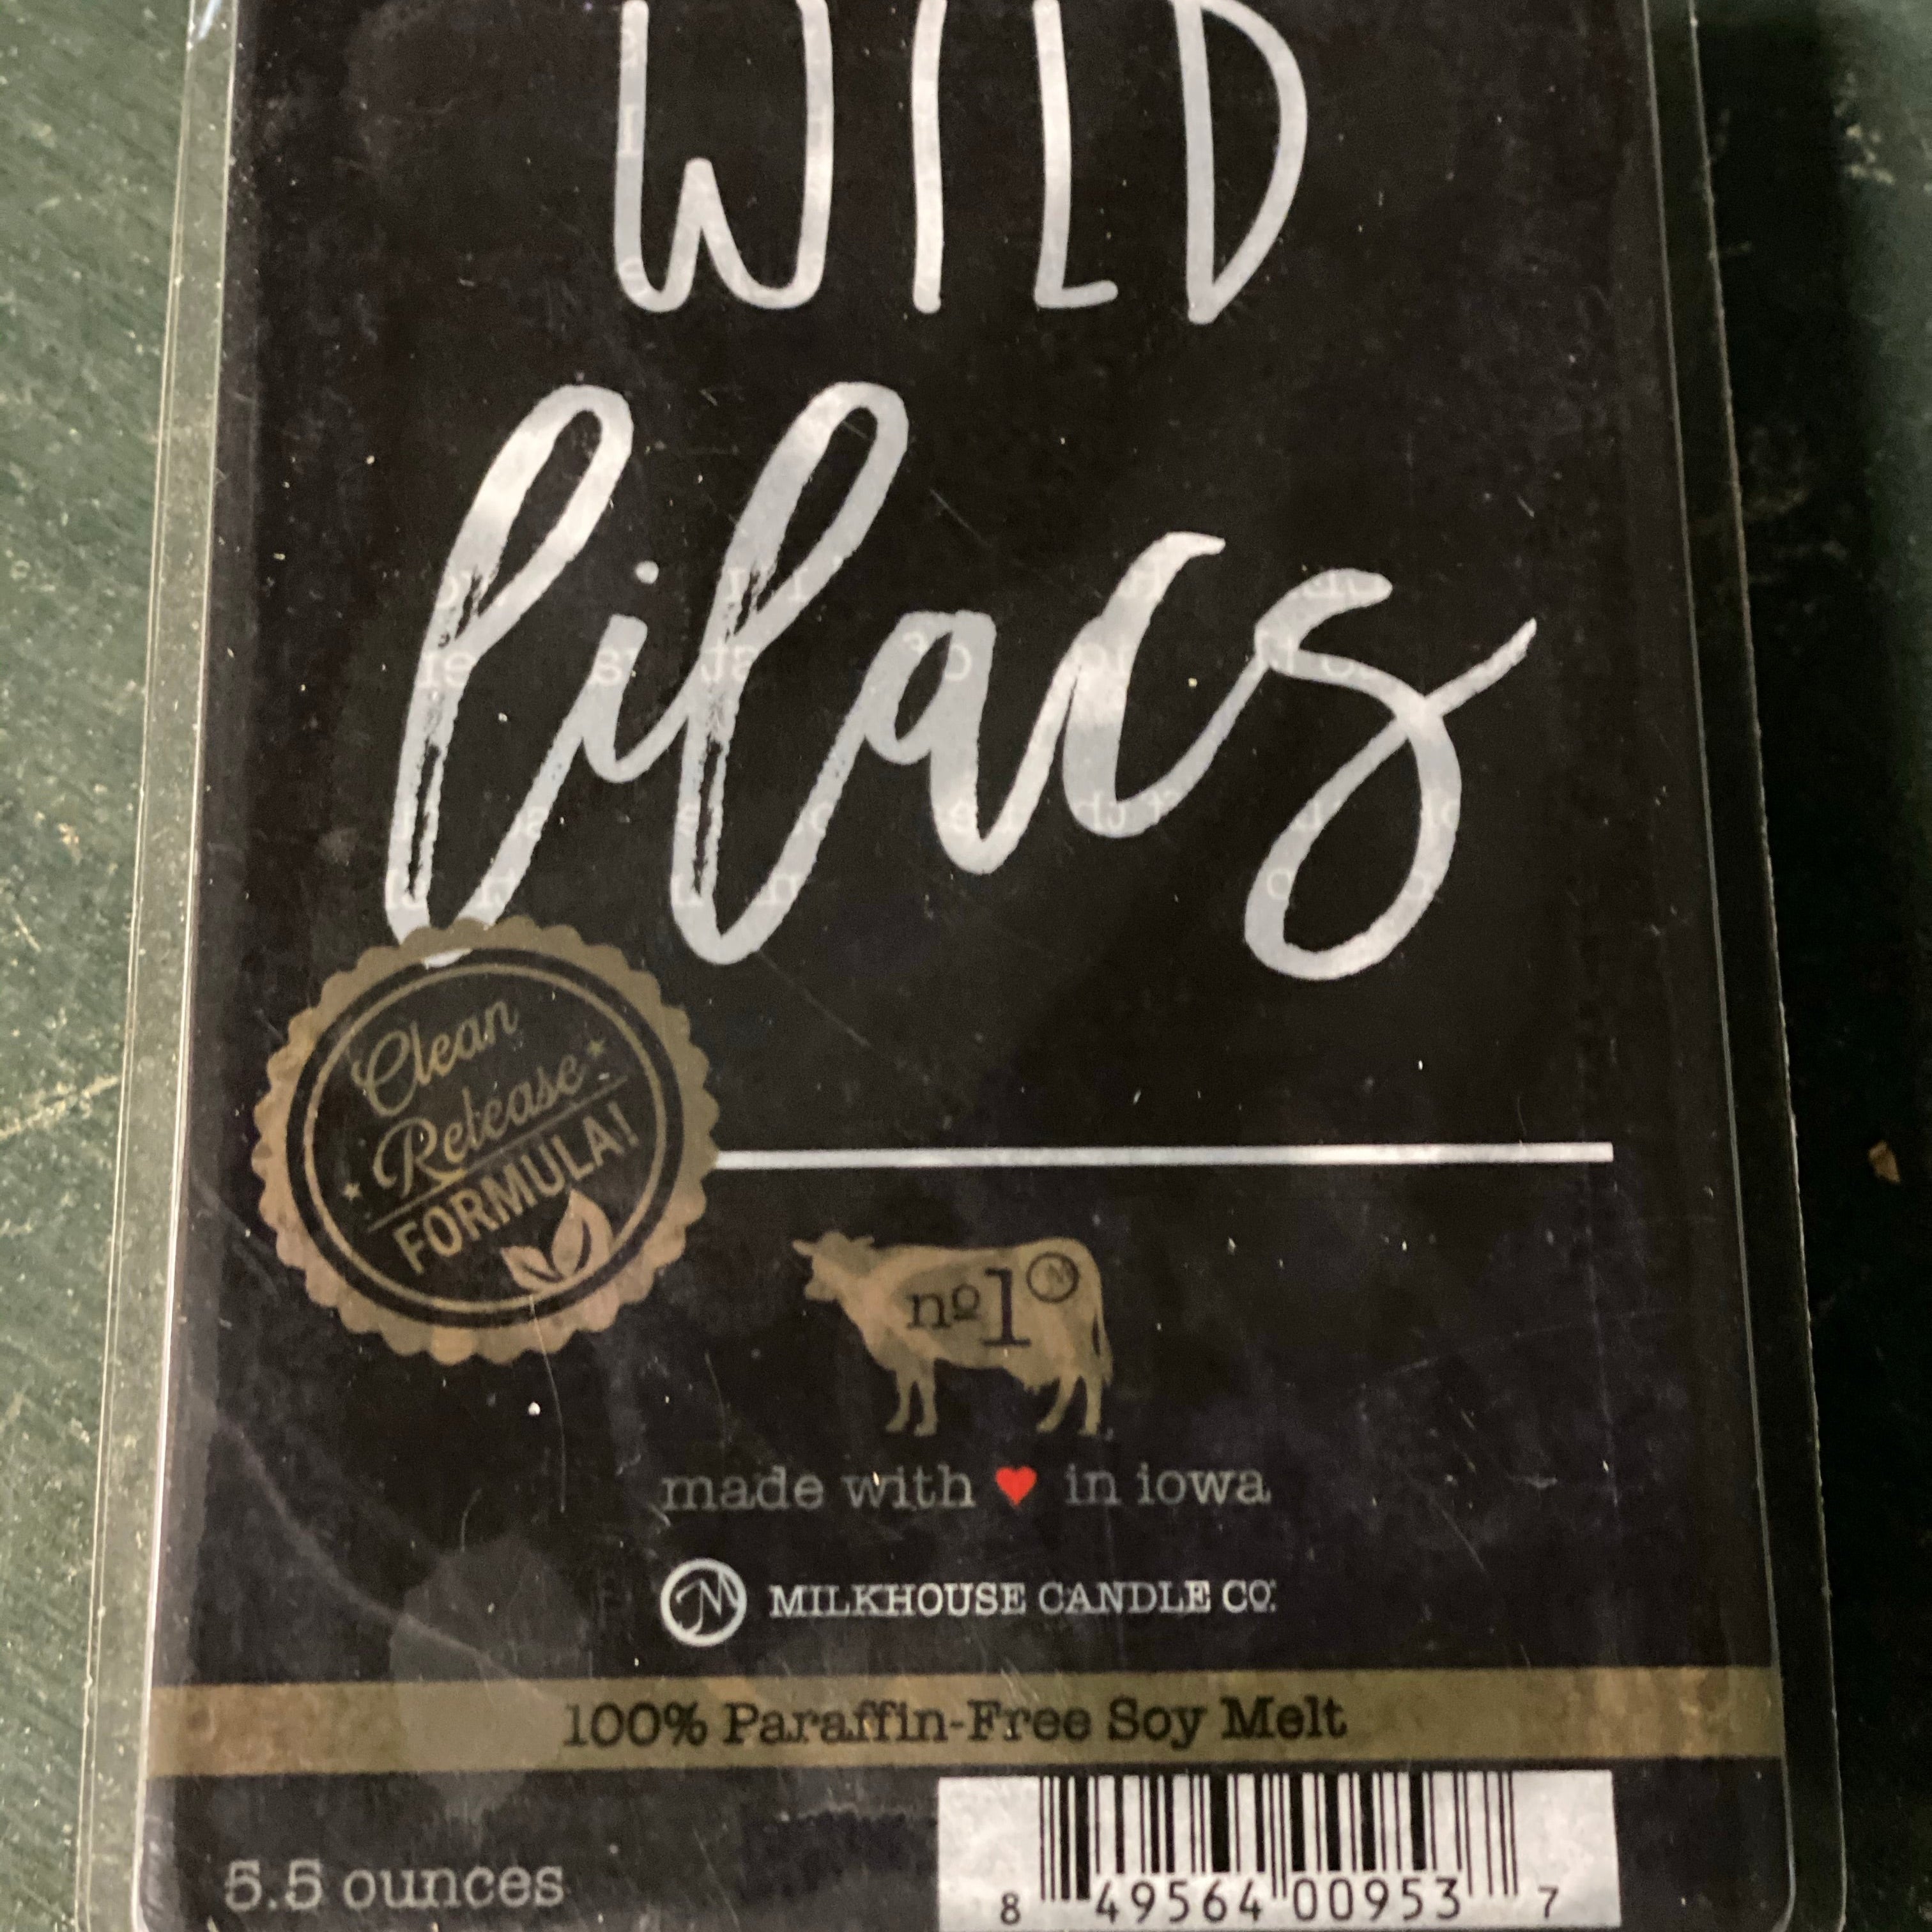 WILD
lilacs
Clean
Release
FORMULA!
nº1
made with ♥ in iowa
MILKHOUSE CANDLE CO.
100% Paraffin-Free Soy Melt
5.5 ounces
8 49564 00953 7